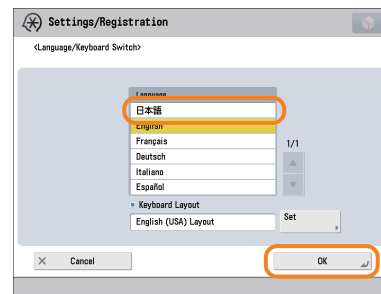 Settings/Registration
<Language/Keyboard Switch>
Language
日本語
English
Français
1/1
Deutsch
Italiano
Español
Keyboard Layout
English (USA) Layout
Set
Cancel
OK